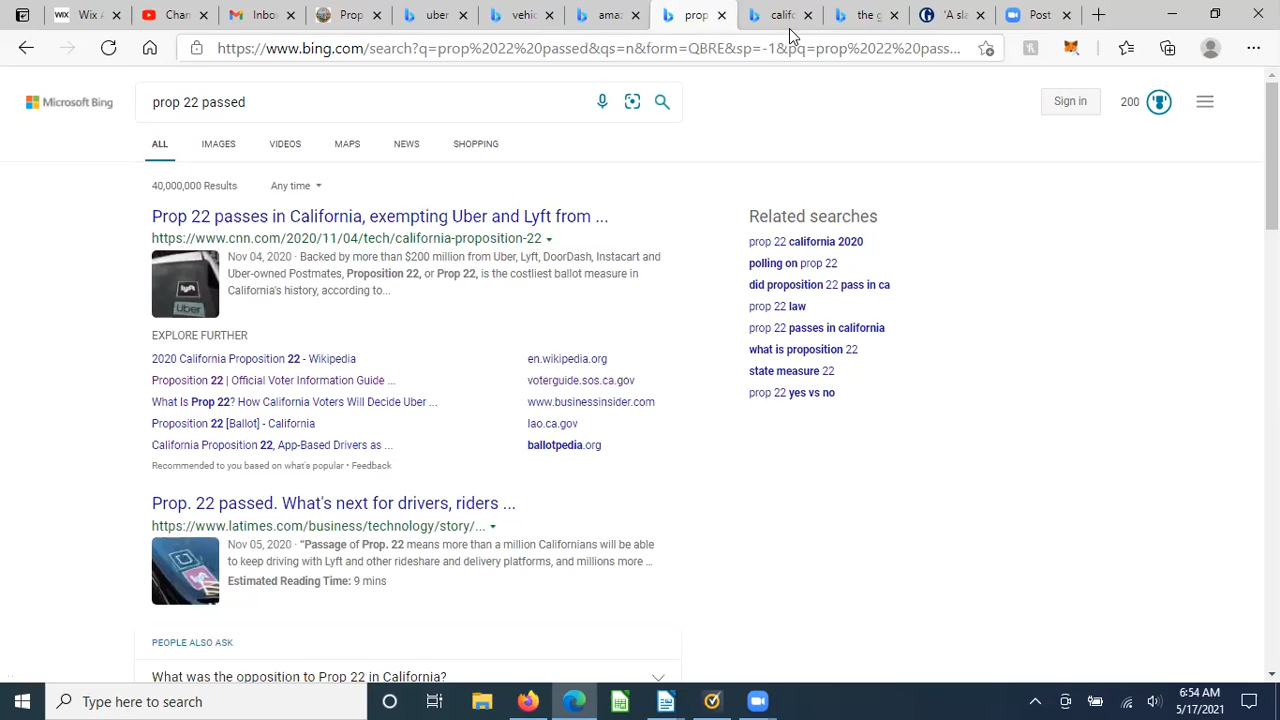 WIX Wix A
uber
vehic
ama
prop
calif
the g
"A sla
Post
https://www.bing.com/search?q=prop%2022%20passed&qs=n&form=QBRE&sp=-1&pq=prop%2022%20pass...
Microsoft Bing
prop 22 passed
Sign in
200
ALL IMAGES VIDEOS MAPS NEWS SHOPPING
40,000,000 Results Any time
Prop 22 passes in California, exempting Uber and Lyft from ...
https://www.cnn.com/2020/11/04/tech/california-proposition-22
Nov 04, 2020 · Backed by more than $200 million from Uber, Lyft, DoorDash, Instacart and
Uber-owned Postmates, Proposition 22, or Prop 22, is the costliest ballot measure in
California's history, according to...
lyft
Uber
EXPLORE FURTHER
2020 California Proposition 22 - Wikipedia en.wikipedia.org
Proposition 22 | Official Voter Information Guide ... voterguide.sos.ca.gov
What Is Prop 22? How California Voters Will Decide Uber ... www.businessinsider.com
Proposition 22 [Ballot] - California lao.ca.gov
California Proposition 22, App-Based Drivers as ... ballotpedia.org
Recommended to you based on what's popular • Feedback
Prop. 22 passed. What's next for drivers, riders ...
https://www.latimes.com/business/technology/story/...
Nov 05, 2020 · "Passage of Prop. 22 means more than a million Californians will be able
to keep driving with Lyft and other rideshare and delivery platforms, and millions more ...
Estimated Reading Time: 9 mins
PEOPLE ALSO ASK
What was the opposition to Prop 22 in California?
Related searches
prop 22 california 2020
polling on prop 22
did proposition 22 pass in ca
prop 22 law
prop 22 passes in california
what is proposition 22
state measure 22
prop 22 yes vs no
Type here to search
6:54 AM
5/17/2021